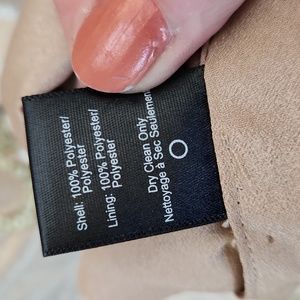 Shell: 100% Polyester/
Polyester
Lining: 100% Polyester/
Polyester
Dry Clean Only
Nettoyage à Sec Seulement